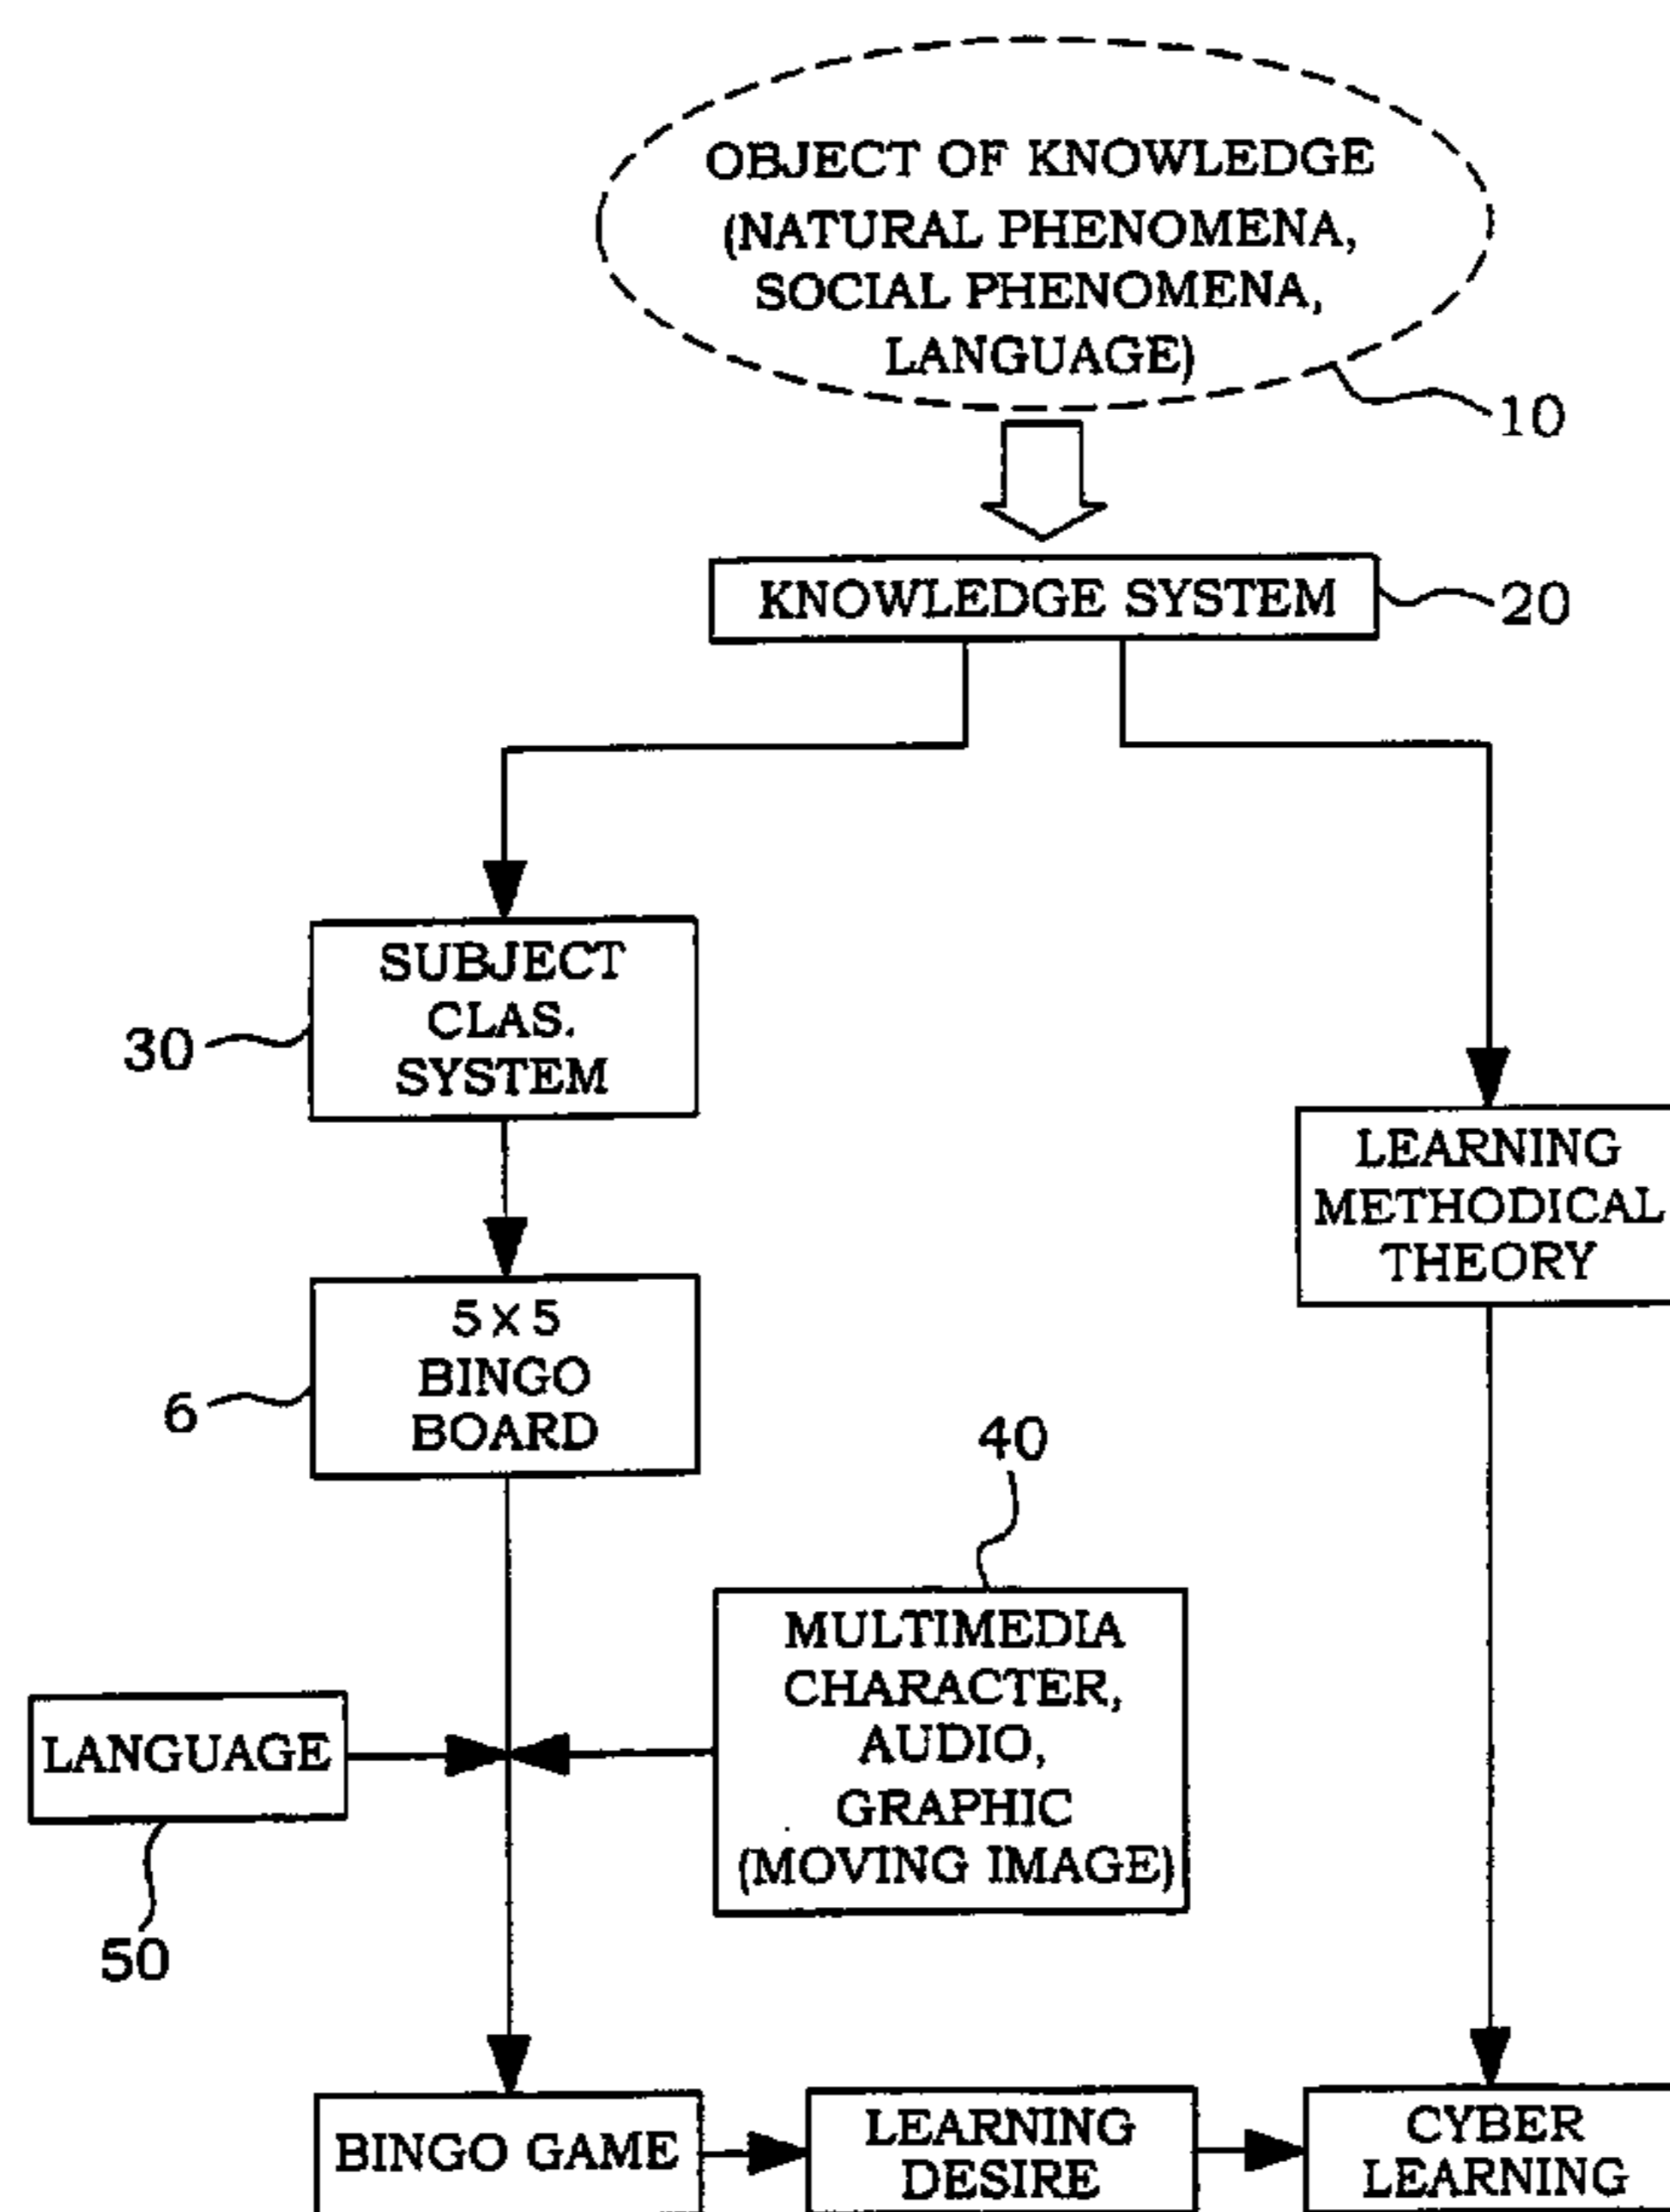 OBJECT OF KNOWLEDGE
(NATURAL PHENOMENA,
SOCIAL PHENOMENA,
LANGUAGE)
10
KNOWLEDGE SYSTEM
20
SUBJECT
CLAS.
SYSTEM
30
LEARNING
METHODICAL
THEORY
5×5
BINGO
BOARD
6
40
MULTIMEDIA
CHARACTER,
AUDIO,
GRAPHIC
(MOVING IMAGE)
LANGUAGE
50
BINGO GAME
LEARNING
DESIRE
CYBER
LEARNING